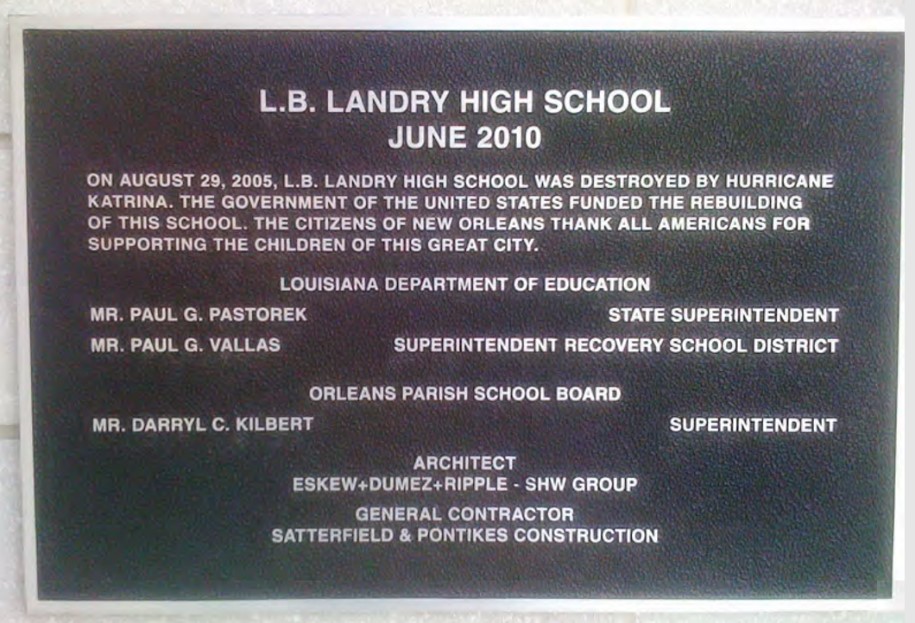 L.B. LANDRY HIGH SCHOOL
JUNE 2010
ON AUGUST 29, 2005, L.B. LANDRY HIGH SCHOOL WAS DESTROYED BY HURRICANE
KATRINA. THE GOVERNMENT OF THE UNITED STATES FUNDED THE REBUILDING
OF THIS SCHOOL. THE CITIZENS OF NEW ORLEANS THANK ALL AMERICANS FOR
SUPPORTING THE CHILDREN OF THIS GREAT CITY.
LOUISIANA DEPARTMENT OF EDUCATION
MR. PAUL G. PASTOREK STATE SUPERINTENDENT
MR. PAUL G. VALLAS SUPERINTENDENT RECOVERY SCHOOL DISTRICT
ORLEANS PARISH SCHOOL BOARD
MR. DARRYL C. KILBERT SUPERINTENDENT
ARCHITECT
ESKEW+DUMEZ+RIPPLE - SHW GROUP
GENERAL CONTRACTOR
SATTERFIELD & PONTIKES CONSTRUCTION